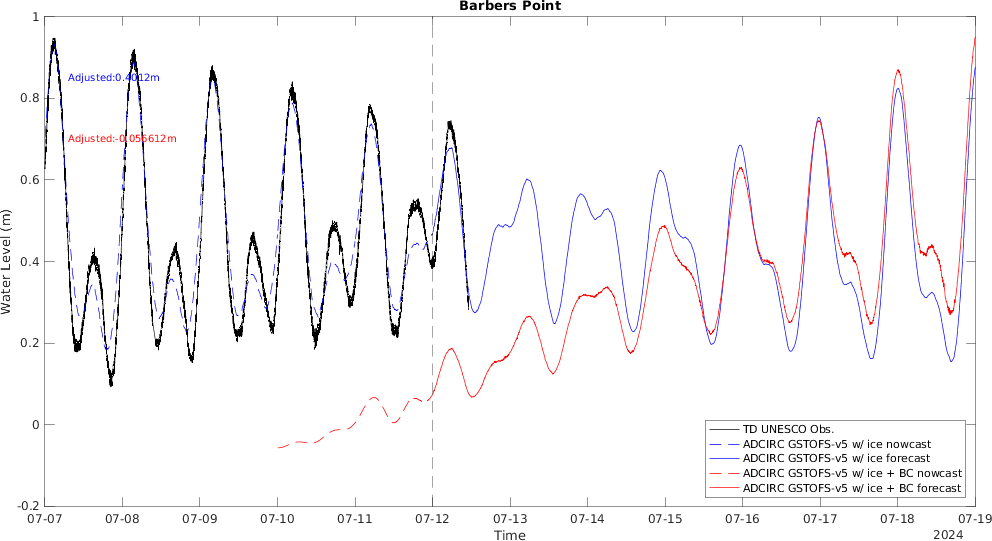 Barbers Point
Water Level (m)
1
0.8
0.6
0.4
0.2
0
-0.2
Adjusted:0.4012m
Adjusted:-0.056612m
TD UNESCO Obs.
ADCIRC GSTOFS-v5 w/ ice nowcast
ADCIRC GSTOFS-v5 w/ ice forecast
ADCIRC GSTOFS-v5 w/ ice + BC nowcast
ADCIRC GSTOFS-v5 w/ ice + BC forecast
07-07 07-08 07-09 07-10 07-11 07-12 07-13 07-14 07-15 07-16 07-17 07-18 07-19
Time
2024